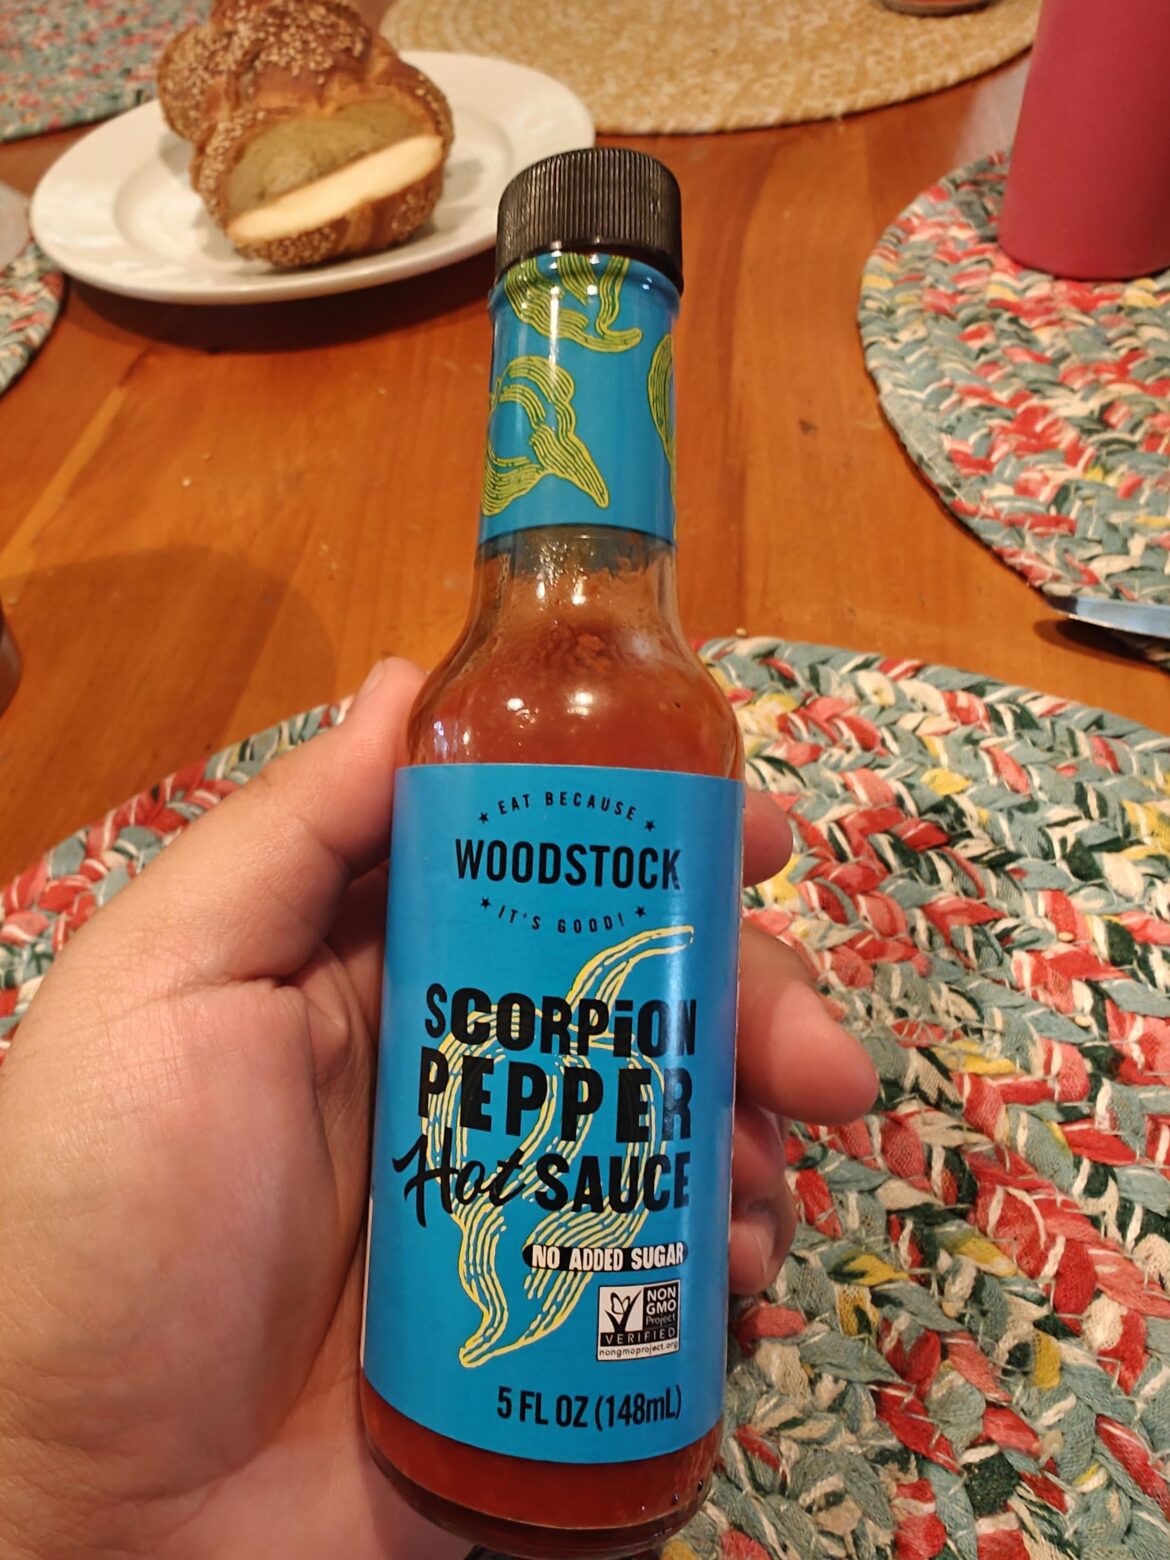 EAT BECAUSE
WOODSTOCK
IT'S GOOD!
SCORPiON
PEPPER
Hot SAUCE
NO ADDED SUGAR
NON
GMO
Project
VERIFIED
nongmoproject.org
5 FL OZ (148mL)